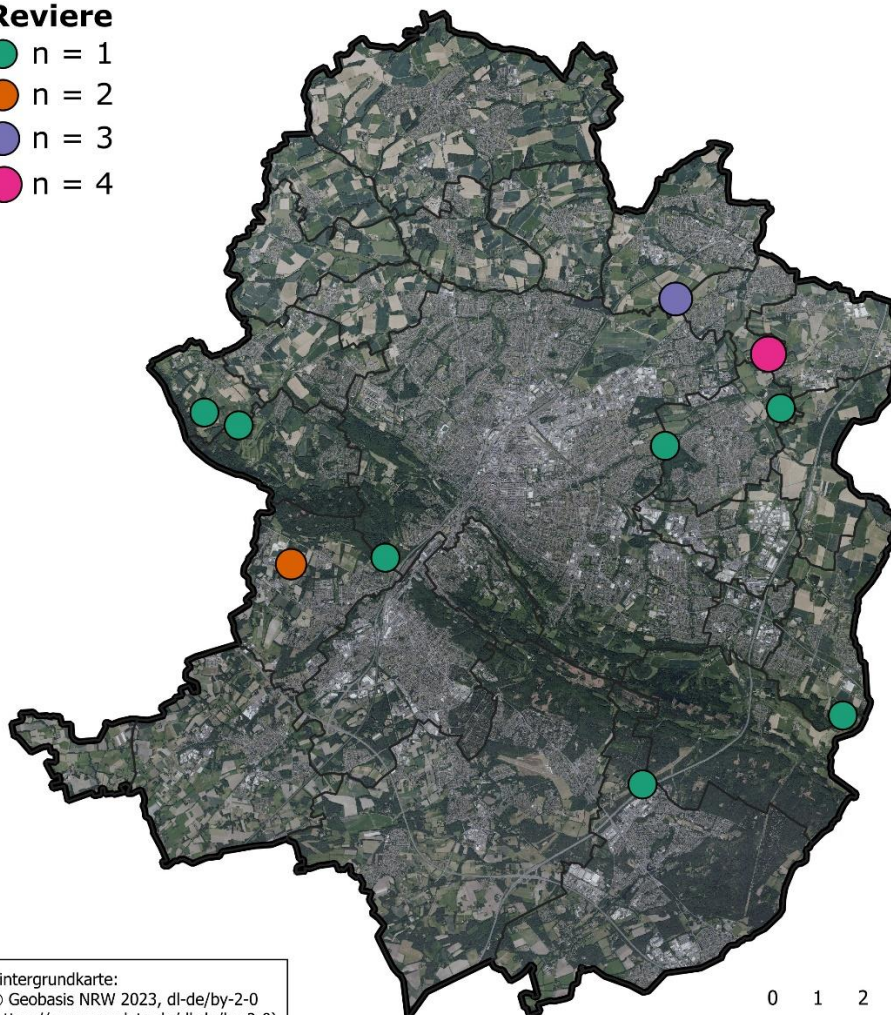 Reviere
n = 1
n = 2
n = 3
n = 4
intergrundkarte:
Geobasis NRW 2023, dl-de/by-2-0
0 1 2